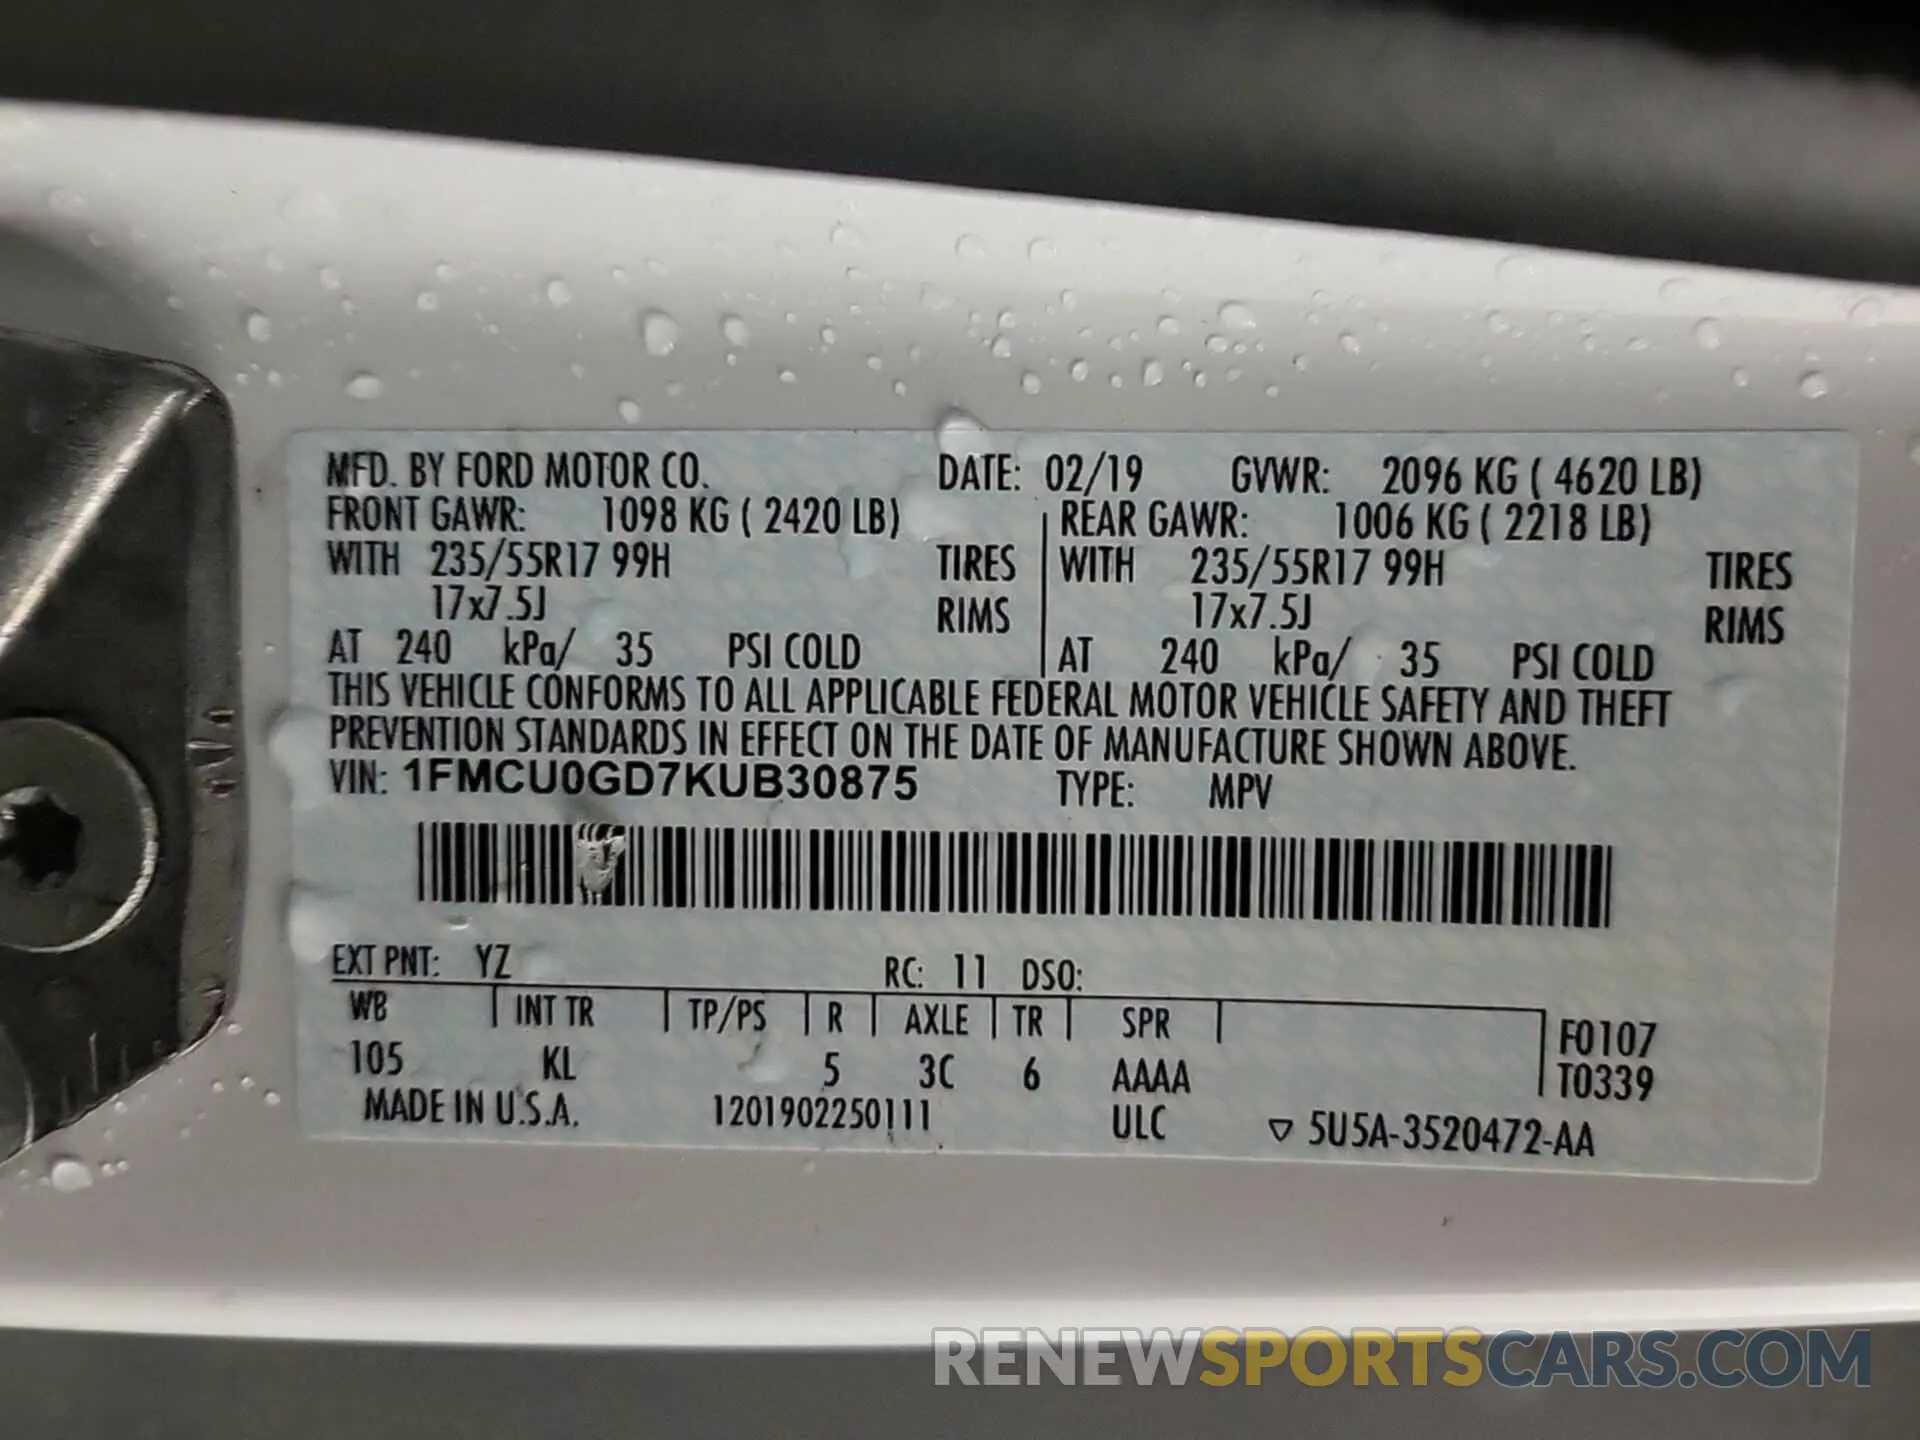 MFD. BY FORD MOTOR CO. DATE: 02/19 GVWR: 2096 KG ( 4620 LB)
FRONT GAWR: 1098 KG ( 2420 LB) REAR GAWR: 1006 KG ( 2218 LB)
WITH 235/55R17 99H TIRES WITH 235/55R17 99H TIRES
17x7.5J RIMS 17x7.5J RIMS
AT 240 kPa/ 35 PSI COLD AT 240 kPa/ 35 PSI COLD
THIS VEHICLE CONFORMS TO ALL APPLICABLE FEDERAL MOTOR VEHICLE SAFETY AND THEFT
PREVENTION STANDARDS IN EFFECT ON THE DATE OF MANUFACTURE SHOWN ABOVE.
VIN: 1FMCU0GD7KUB30875 TYPE: MPV
EXT PNT: YZ RC: 11 DSO:
WB INT TR TP/PS R AXLE TR SPR F0107
105 KL 5 3C 6 AAAA T0339
MADE IN U.S.A. 1201902250111 ULC ▽ 5U5A-3520472-AA
RENEWSPORTSCARS.COM